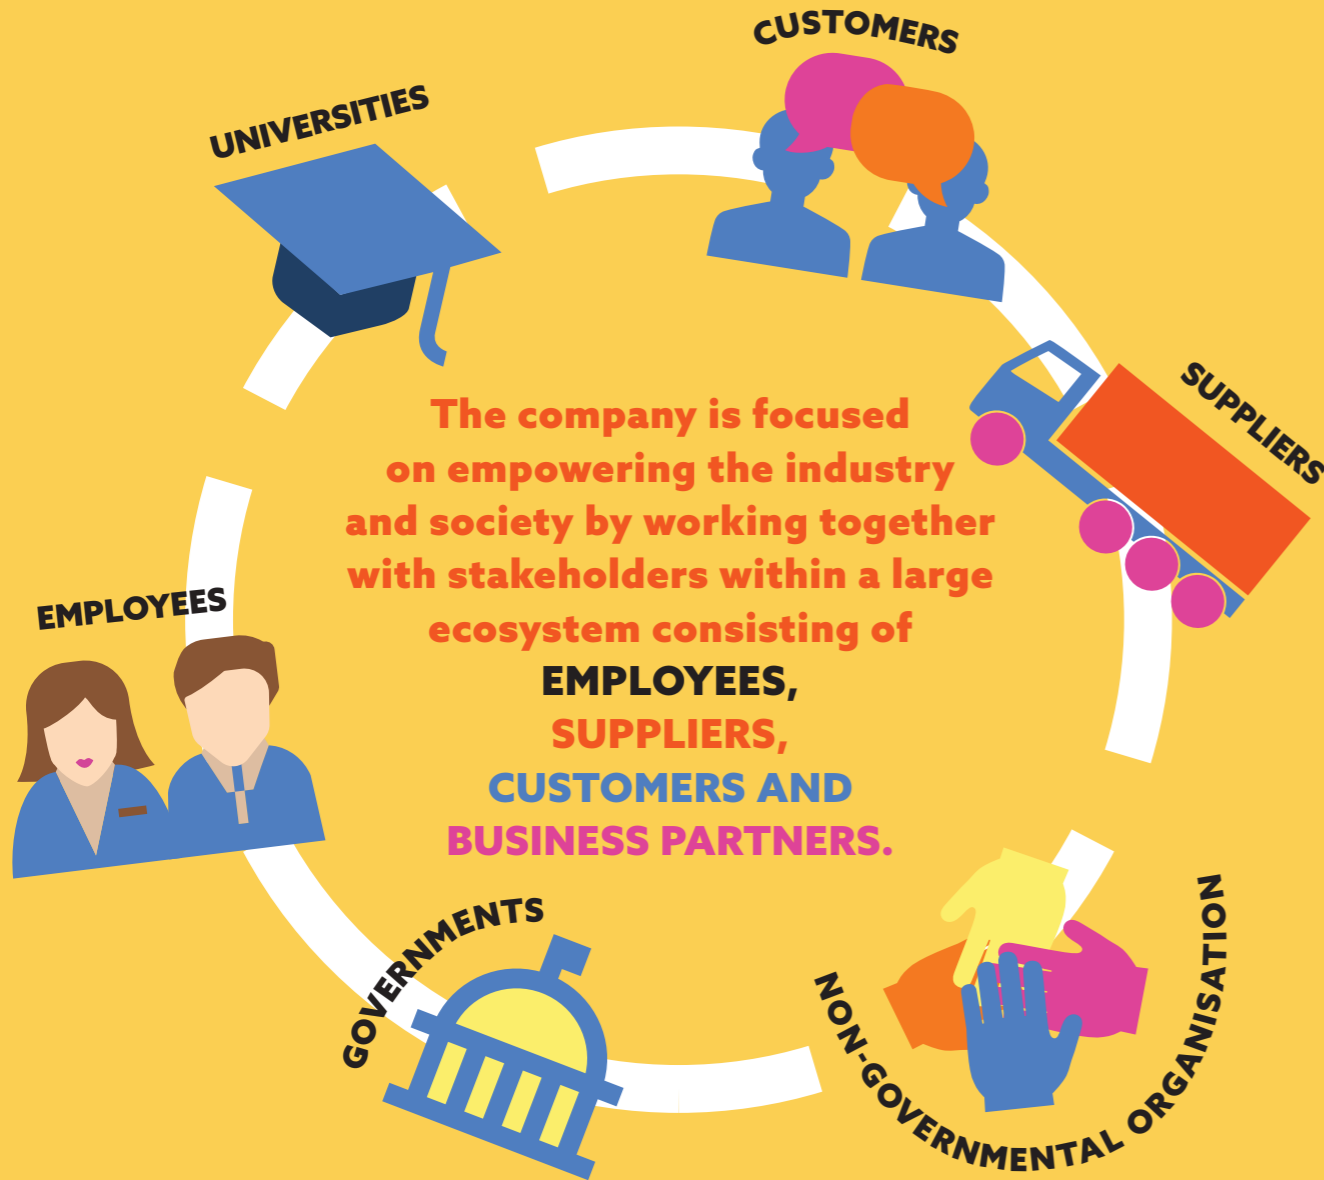 CUSTOMERS
UNIVERSITIES
SUPPLIERS
The company is focused
on empowering the industry
and society by working together
with stakeholders within a large
ecosystem consisting of
EMPLOYEES,
SUPPLIERS,
CUSTOMERS AND
BUSINESS PARTNERS.
EMPLOYEES
GOVERNMENTS
NON-GOVERNMENTAL ORGANISATION